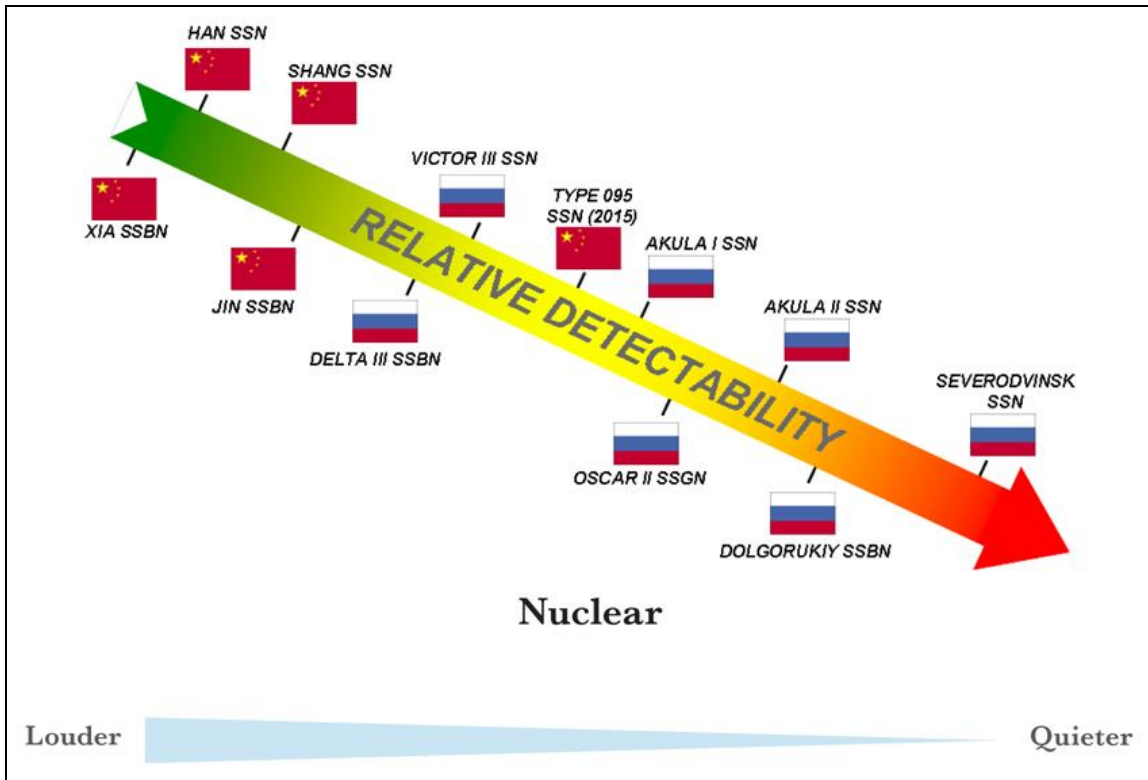 HAN SSN
SHANG SSN
XIA SSBN
JIN SSBN
VICTOR III SSN
DELTA III SSBN
TYPE 095
SSN (2015)
AKULA I SSN
OSCAR II SSGN
AKULA II SSN
DOLGORUKIY SSBN
SEVERODVINSK
SSN
RELATIVE DETECTABILITY
Nuclear
Louder
Quieter